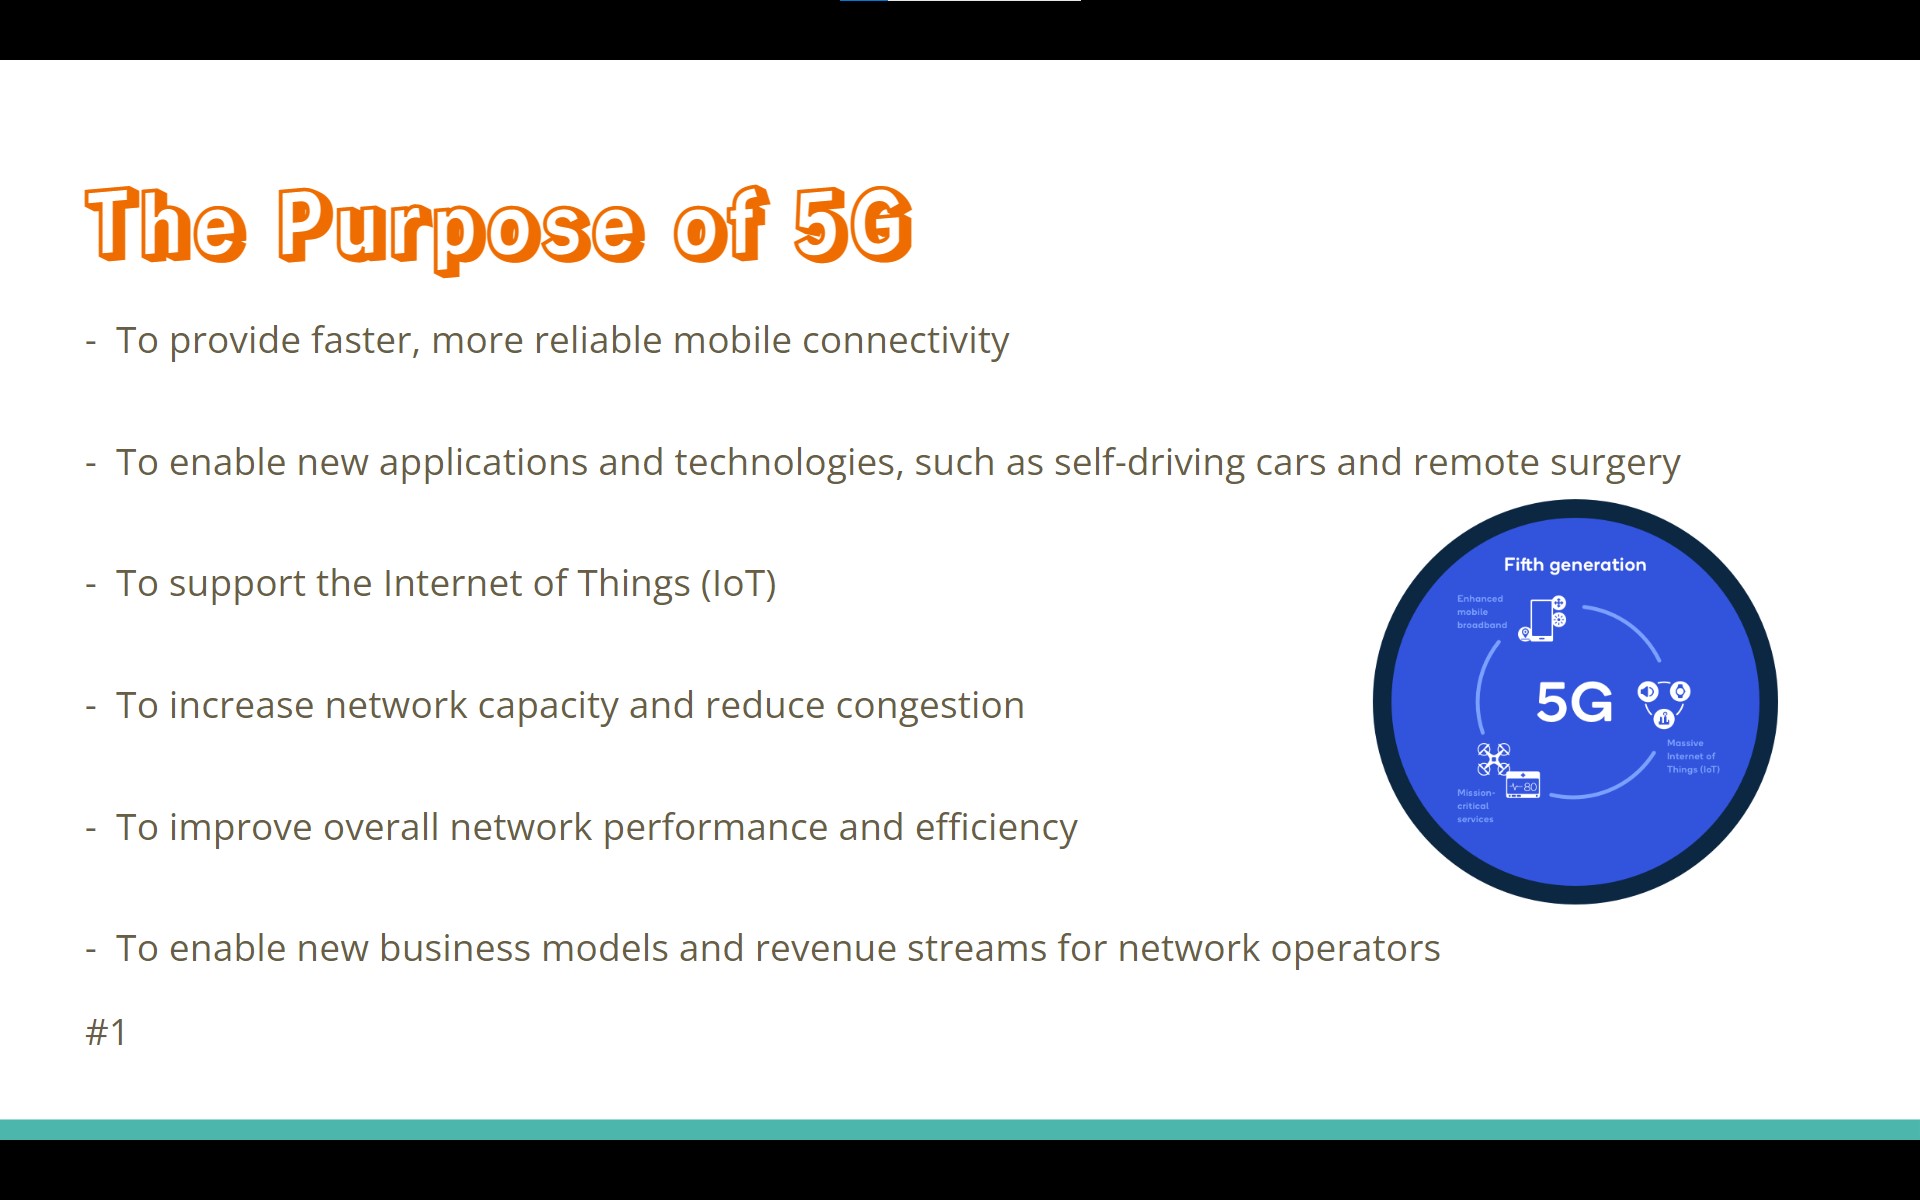 The Purpose of 5G
- To provide faster, more reliable mobile connectivity
- To enable new applications and technologies, such as self-driving cars and remote surgery
- To support the Internet of Things (IoT)
- To increase network capacity and reduce congestion
- To improve overall network performance and efficiency
- To enable new business models and revenue streams for network operators
#1
Fifth generation
Enhanced
mobile
broadband
5G
Massive
Internet of
Things (IoT)
80
Mission-
critical
services